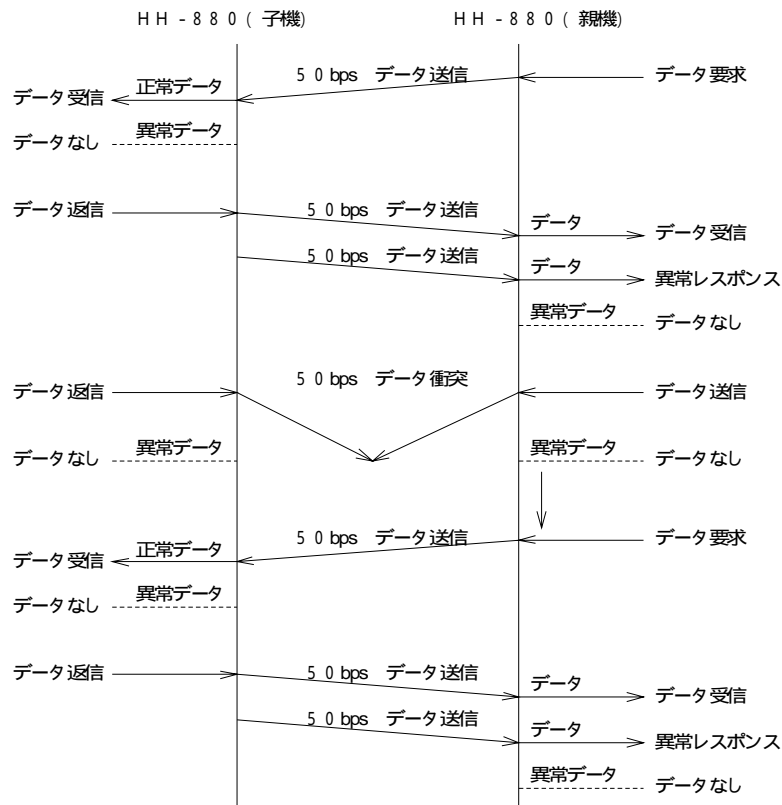 HH-880(子機) HH-880(親機)
50bps データ送信 データ要求
正常データ
データ受信
異常データ
データなし
データ返信 50bps データ送信
データ
データ受信
50bps データ送信 データ
異常レスポンス
異常データ
データなし
50bps データ衝突
データ返信 データ送信
異常データ 異常データ
データなし データなし
50bps データ送信 データ要求
正常データ
データ受信
異常データ
データなし
データ返信 50bps データ送信
データ
データ受信
50bps データ送信 データ
異常レスポンス
異常データ
データなし